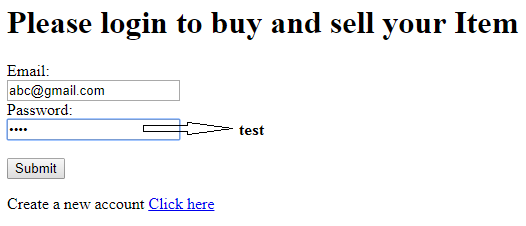 Please login to buy and sell your Item
Email:
abc@gmail.com
Password:
•••• test
Submit
Create a new account Click here